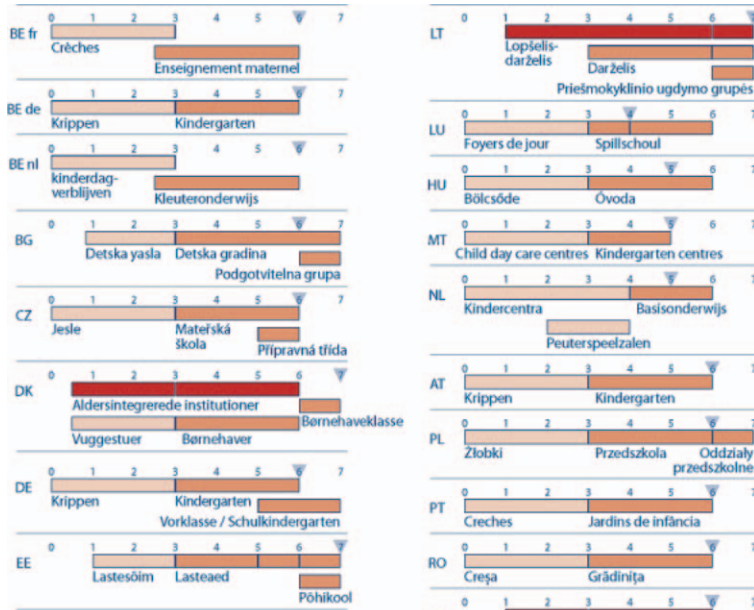 0 1 2 3 4 5 6 7
BE fr
Crèches
Enseignement maternel
0 1 2 3 4 5 6 7
BE de
Krippen Kindergarten
0 1 2 3 4 5 6 7
BE nl
kinderdag-
verblijven
Kleuteronderwijs
0 1 2 3 4 5 6 7
BG
Detska yasla Detska gradina
Podgotvitelna grupa
0 1 2 3 4 5 6 7
CZ
Jesle Mateřská
škola
Přípravná třída
0 1 2 3 4 5 6 7
DK
Aldersintegrerede institutioner
Børnehaveklasse
Vuggestuer Børnehaver
0 1 2 3 4 5 6 7
DE
Krippen Kindergarten
Vorklasse / Schulkindergarten
0 1 2 3 4 5 6 7
EE
Lastesõim Lasteaed
Põhikool
0 1 2 3 4 5 6
LT
Lopšelis-
darželis
Darželis
Priešmokyklinio ugdymo grupės
0 1 2 3 4 5 6 7
LU
Foyers de jour Spillschoul
0 1 2 3 4 5 6 7
HU
Bölcsőde Óvoda
0 1 2 3 4 5 6 7
MT
Child day care centres Kindergarten centres
0 1 2 3 4 5 6 7
NL
Kindercentra Basisonderwijs
Peuterspeelzalen
0 1 2 3 4 5 6 7
AT
Krippen Kindergarten
0 1 2 3 4 5 6 7
PL
Żłobki Przedszkola Oddziały
przedszkolne
0 1 2 3 4 5 6 7
PT
Creches Jardins de infância
0 1 2 3 4 5 6 7
RO
Creșa Grădinița
0 1 2 3 4 5 6 7